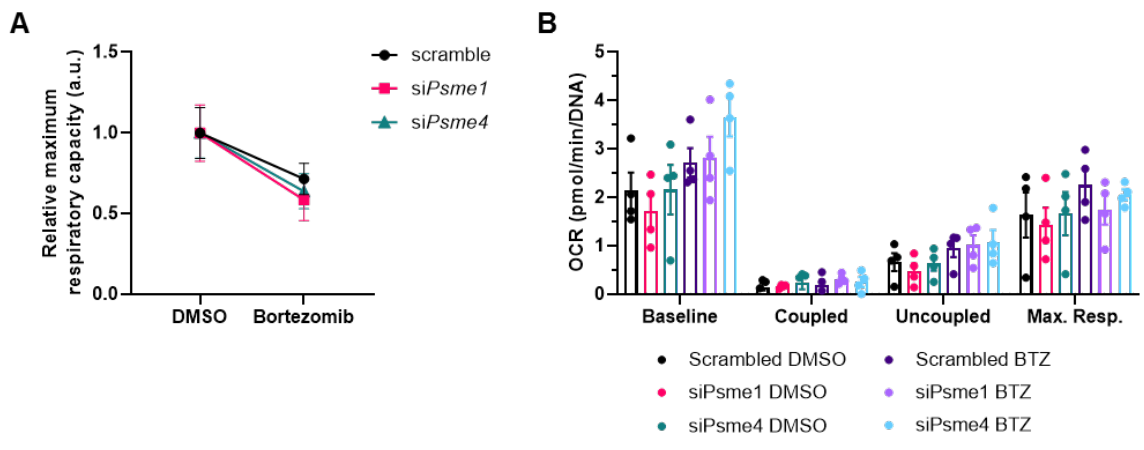 A
Relative maximum
respiratory capacity (a.u.)
1.5
1.0
0.5
0.0
DMSO
Bortezomib
scramble
siPsme1
siPsme4
B
OCR (pmol/min/DNA)
5
4
3
2
1
0
Baseline
Coupled
Uncoupled
Max. Resp.
Scrambled DMSO
siPsme1 DMSO
siPsme4 DMSO
Scrambled BTZ
siPsme1 BTZ
siPsme4 BTZ